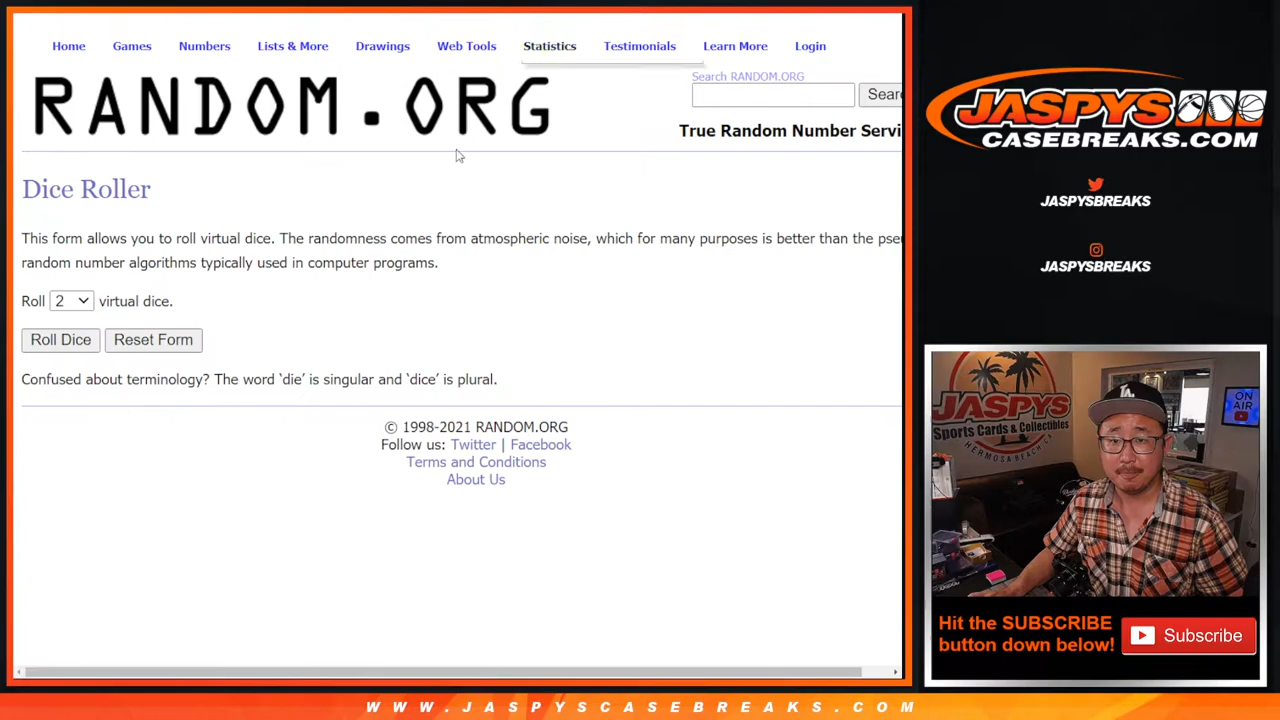 Home Games Numbers Lists & More Drawings Web Tools Statistics Testimonials Learn More Login
RANDOM.ORG
Search RANDOM.ORG
Sear
True Random Number Servi
Dice Roller
This form allows you to roll virtual dice. The randomness comes from atmospheric noise, which for many purposes is better than the pse
random number algorithms typically used in computer programs.
Roll 2 virtual dice.
Roll Dice Reset Form
Confused about terminology? The word ‘die’ is singular and ‘dice’ is plural.
© 1998-2021 RANDOM.ORG
Follow us: Twitter | Facebook
Terms and Conditions
About Us
JASPYS
CASEBREAKS.COM
JASPYSBREAKS
JASPYSBREAKS
JASPYS
Sports Cards & Collectibles
HERMOSA BEACH, CA
LA
ON
AIR
Hit the SUBSCRIBE
button down below!
Subscribe
WWW.JASPYSCASEBREAKS.COM